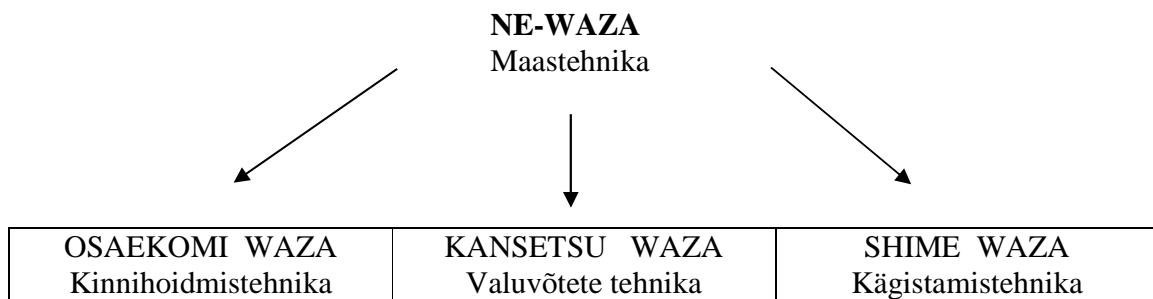 NE-WAZA
Maastehnika
OSAEKOMI WAZA
Kinnihoidmistehnika
KANSETSU WAZA
Valuvõtete tehnika
SHIME WAZA
Kägistamistehnika